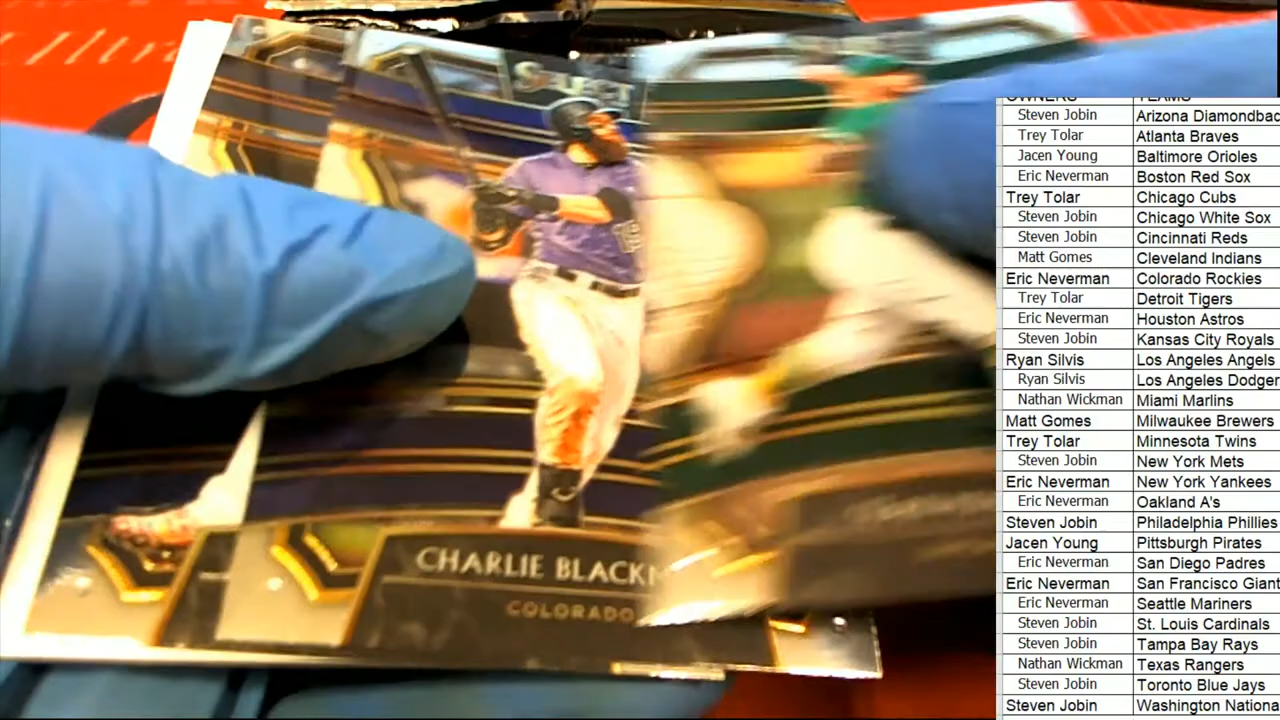 SELECT
CHARLIE BLACK
COLORADO
OWNERS TEAMS
Steven Jobin Arizona Diamondbac
Trey Tolar Atlanta Braves
Jacen Young Baltimore Orioles
Eric Neverman Boston Red Sox
Trey Tolar Chicago Cubs
Steven Jobin Chicago White Sox
Steven Jobin Cincinnati Reds
Matt Gomes Cleveland Indians
Eric Neverman Colorado Rockies
Trey Tolar Detroit Tigers
Eric Neverman Houston Astros
Steven Jobin Kansas City Royals
Ryan Silvis Los Angeles Angels
Ryan Silvis Los Angeles Dodger
Nathan Wickman Miami Marlins
Matt Gomes Milwaukee Brewers
Trey Tolar Minnesota Twins
Steven Jobin New York Mets
Eric Neverman New York Yankees
Eric Neverman Oakland A's
Steven Jobin Philadelphia Phillies
Jacen Young Pittsburgh Pirates
Eric Neverman San Diego Padres
Eric Neverman San Francisco Giant
Eric Neverman Seattle Mariners
Steven Jobin St. Louis Cardinals
Steven Jobin Tampa Bay Rays
Nathan Wickman Texas Rangers
Steven Jobin Toronto Blue Jays
Steven Jobin Washington Nationa